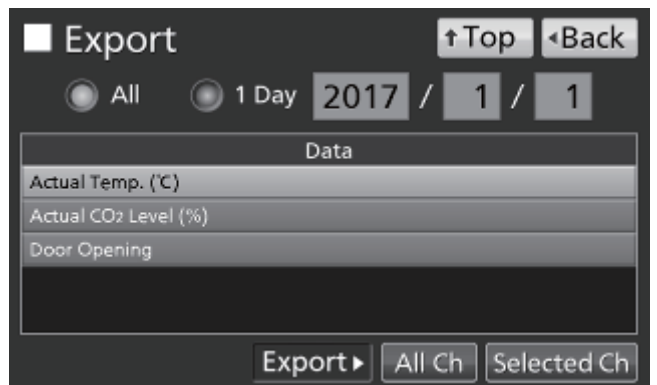 Export ↑Top ◂Back
All 1 Day 2017 / 1 / 1
Data
Actual Temp. (℃)
Actual CO₂ Level (%)
Door Opening
Export▸ All Ch Selected Ch